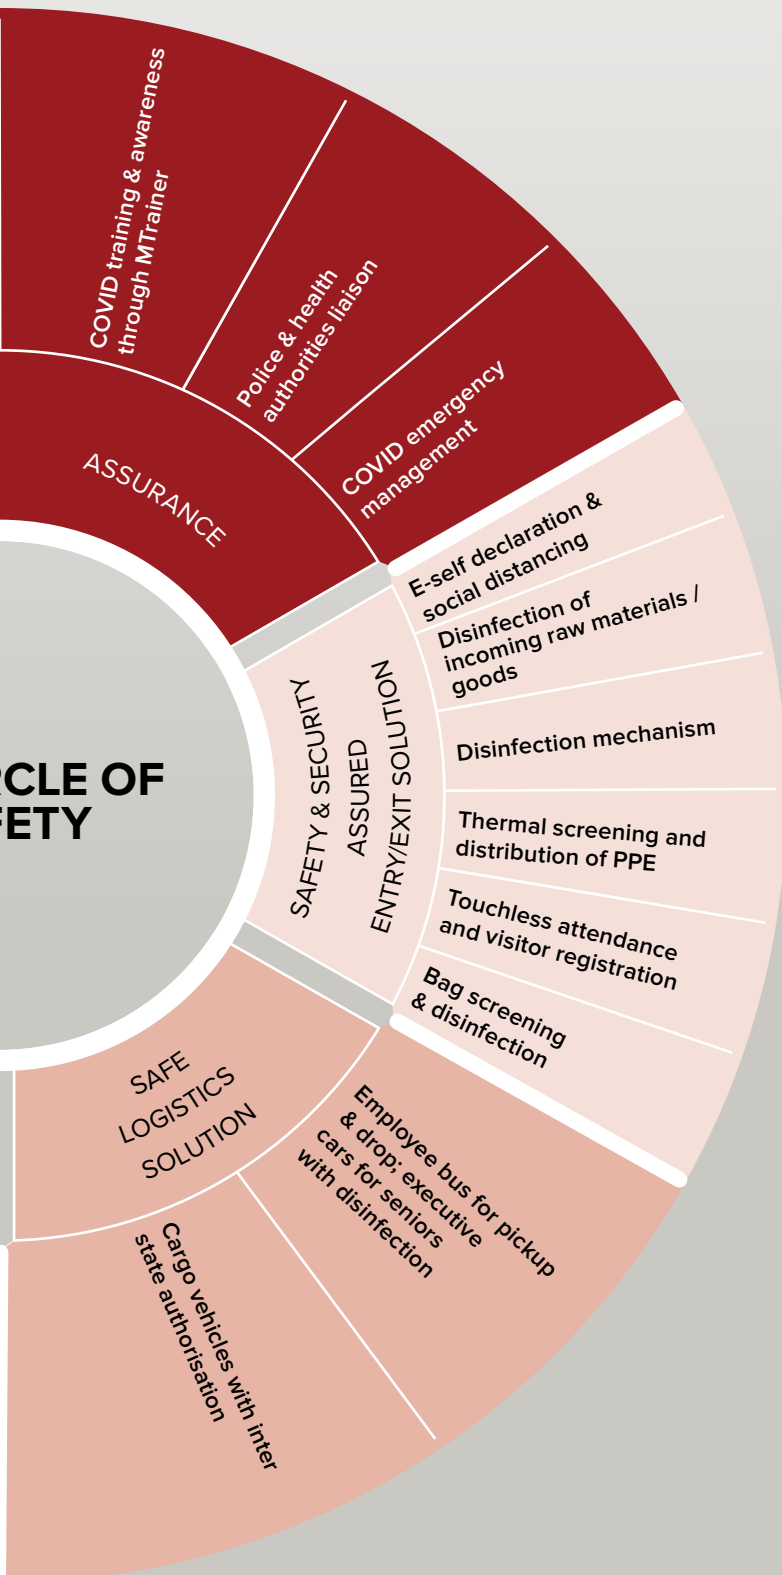 COVID training & awareness
through MTrainer
Police & health
authorities liaison
COVID emergency
management
ASSURANCE
E-self declaration &
social distancing
Disinfection of
incoming raw materials /
goods
Disinfection mechanism
Thermal screening and
distribution of PPE
Touchless attendance
and visitor registration
Bag screening
& disinfection
SAFETY & SECURITY
ASSURED
ENTRY/EXIT SOLUTION
RCLE OF
FETY
SAFE
LOGISTICS
SOLUTION
Employee bus for pickup
& drop; executive
cars for seniors
with disinfection
Cargo vehicles with inter
state authorisation